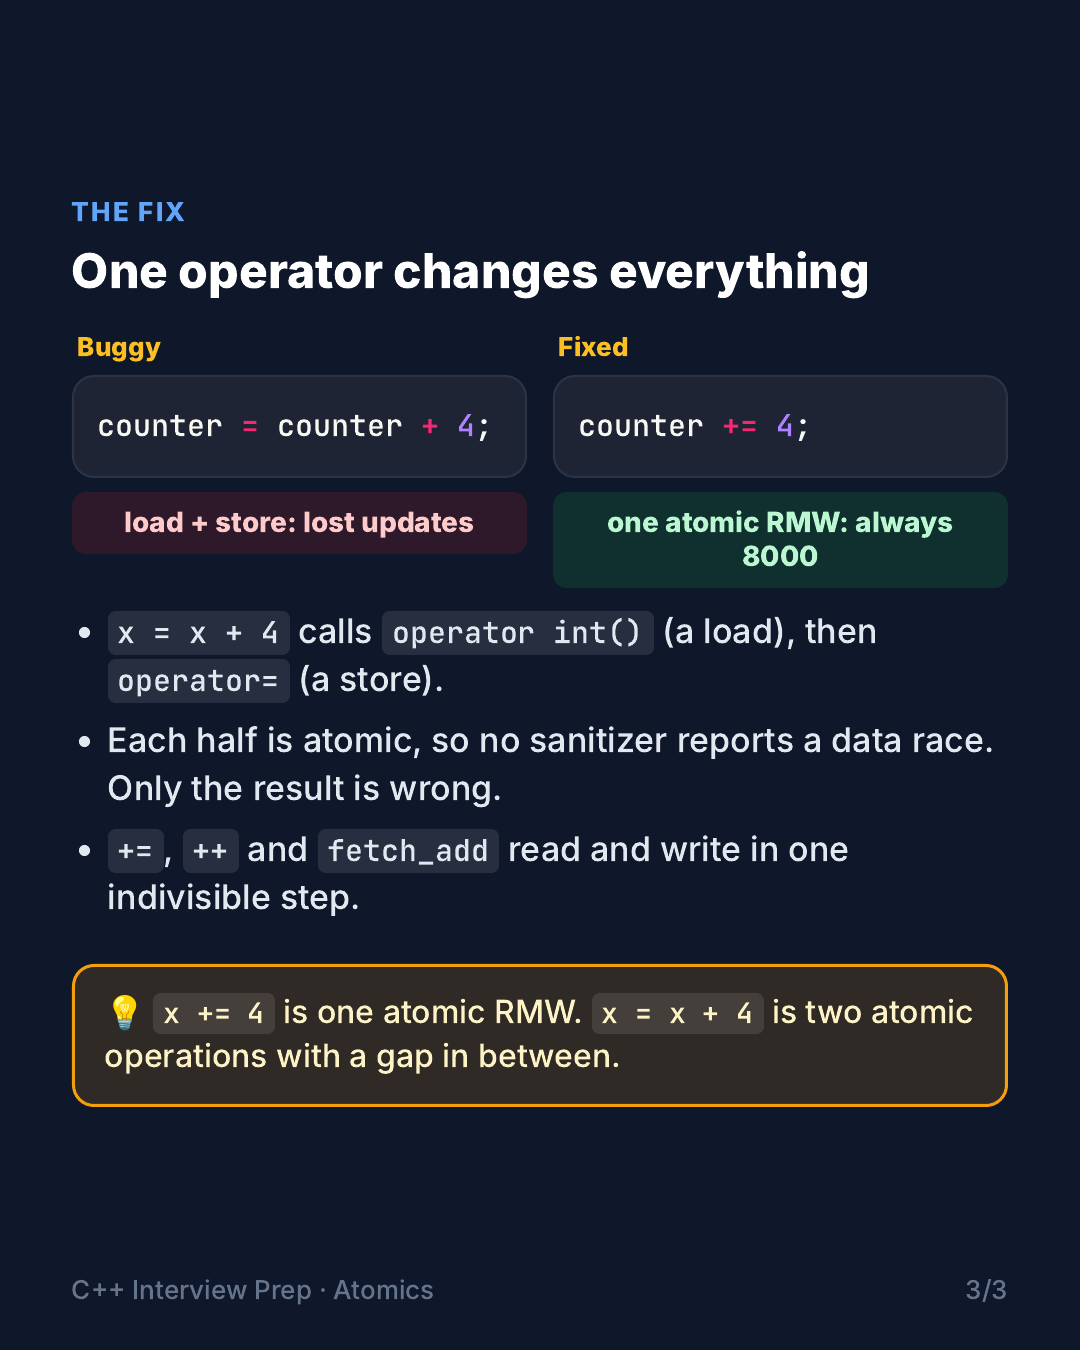 THE FIX
One operator changes everything
Buggy
Fixed
counter = counter + 4;
counter += 4;
load + store: lost updates
one atomic RMW: always
8000
• x = x + 4 calls operator int() (a load), then
operator= (a store).
• Each half is atomic, so no sanitizer reports a data race.
Only the result is wrong.
• +=, ++ and fetch_add read and write in one
indivisible step.
💡 x += 4 is one atomic RMW. x = x + 4 is two atomic
operations with a gap in between.
C++ Interview Prep · Atomics
3/3